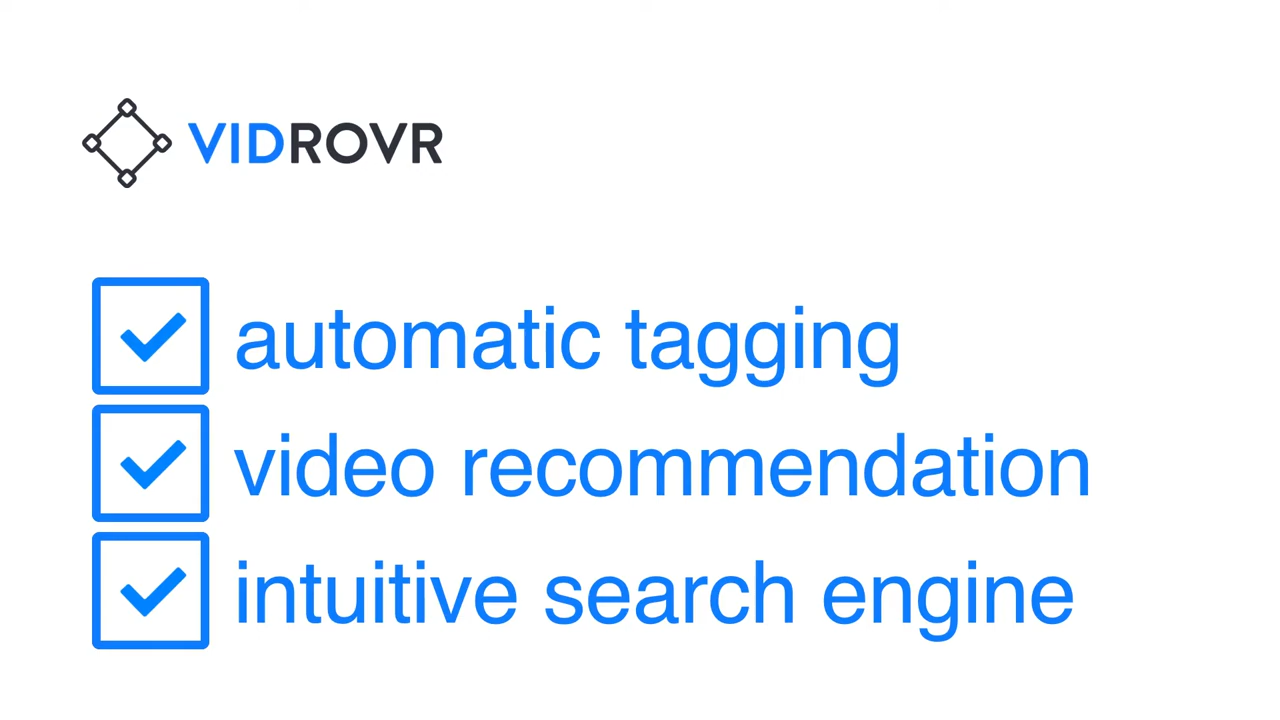 VIDROVR
automatic tagging
video recommendation
intuitive search engine